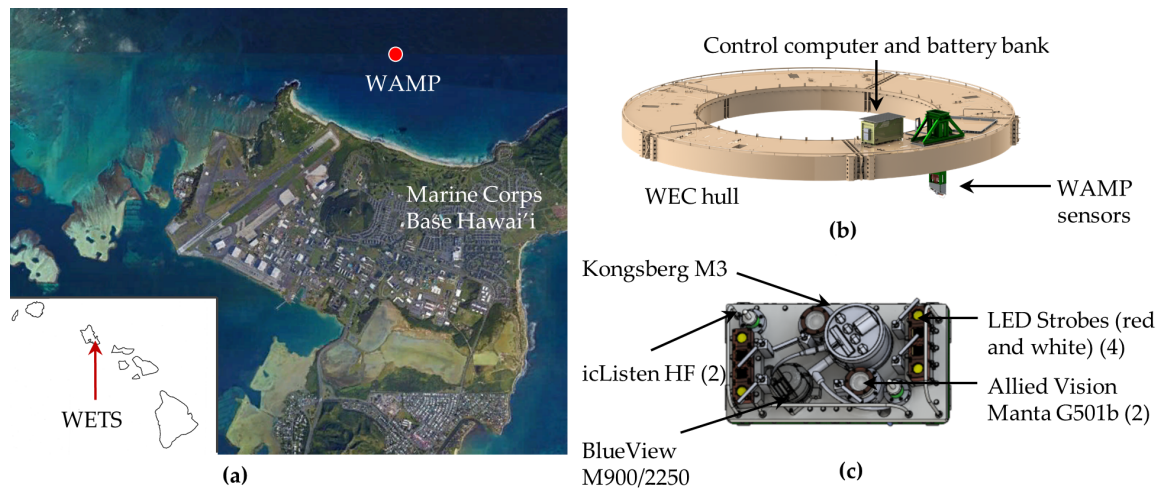 WAMP
Marine Corps
Base Hawai'i
WETS
(a)
Control computer and battery bank
WEC hull
WAMP
sensors
(b)
Kongsberg M3
icListen HF (2)
BlueView
M900/2250
LED Strobes (red
and white) (4)
Allied Vision
Manta G501b (2)
(c)